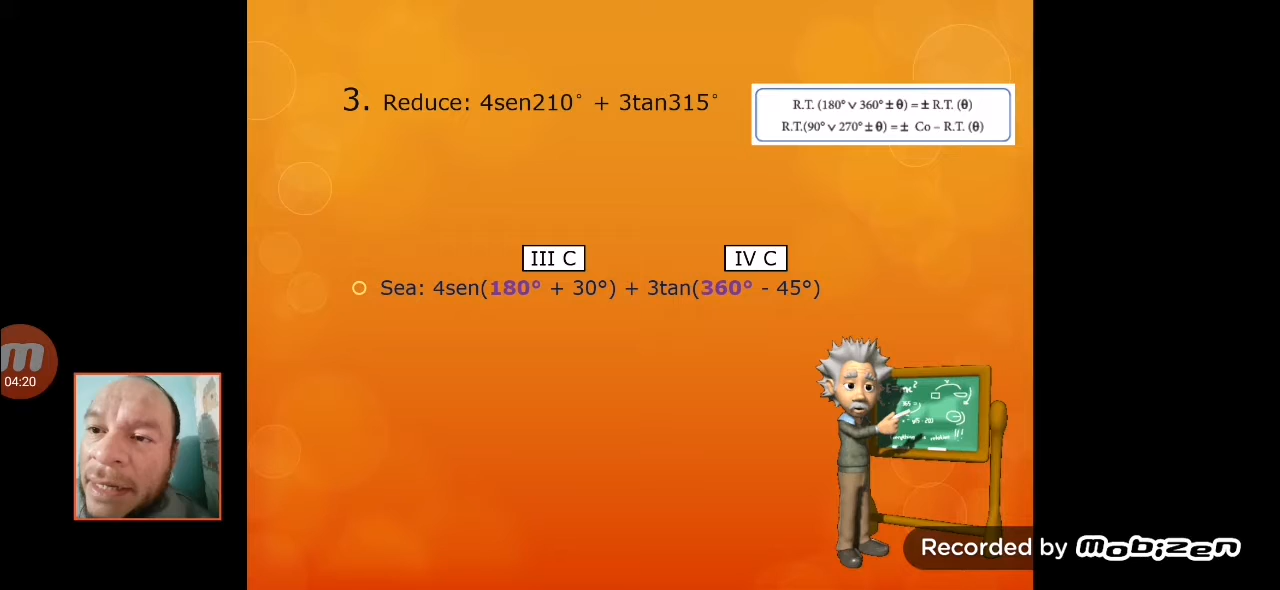 3. Reduce: 4sen210° + 3tan315°
R.T. (180° ∨ 360° ± θ) = ± R.T. (θ)
R.T.(90° ∨ 270° ± θ) = ± Co – R.T. (θ)
III C
IV C
Sea: 4sen(180° + 30°) + 3tan(360° - 45°)
m
04:20
Recorded by mobizen